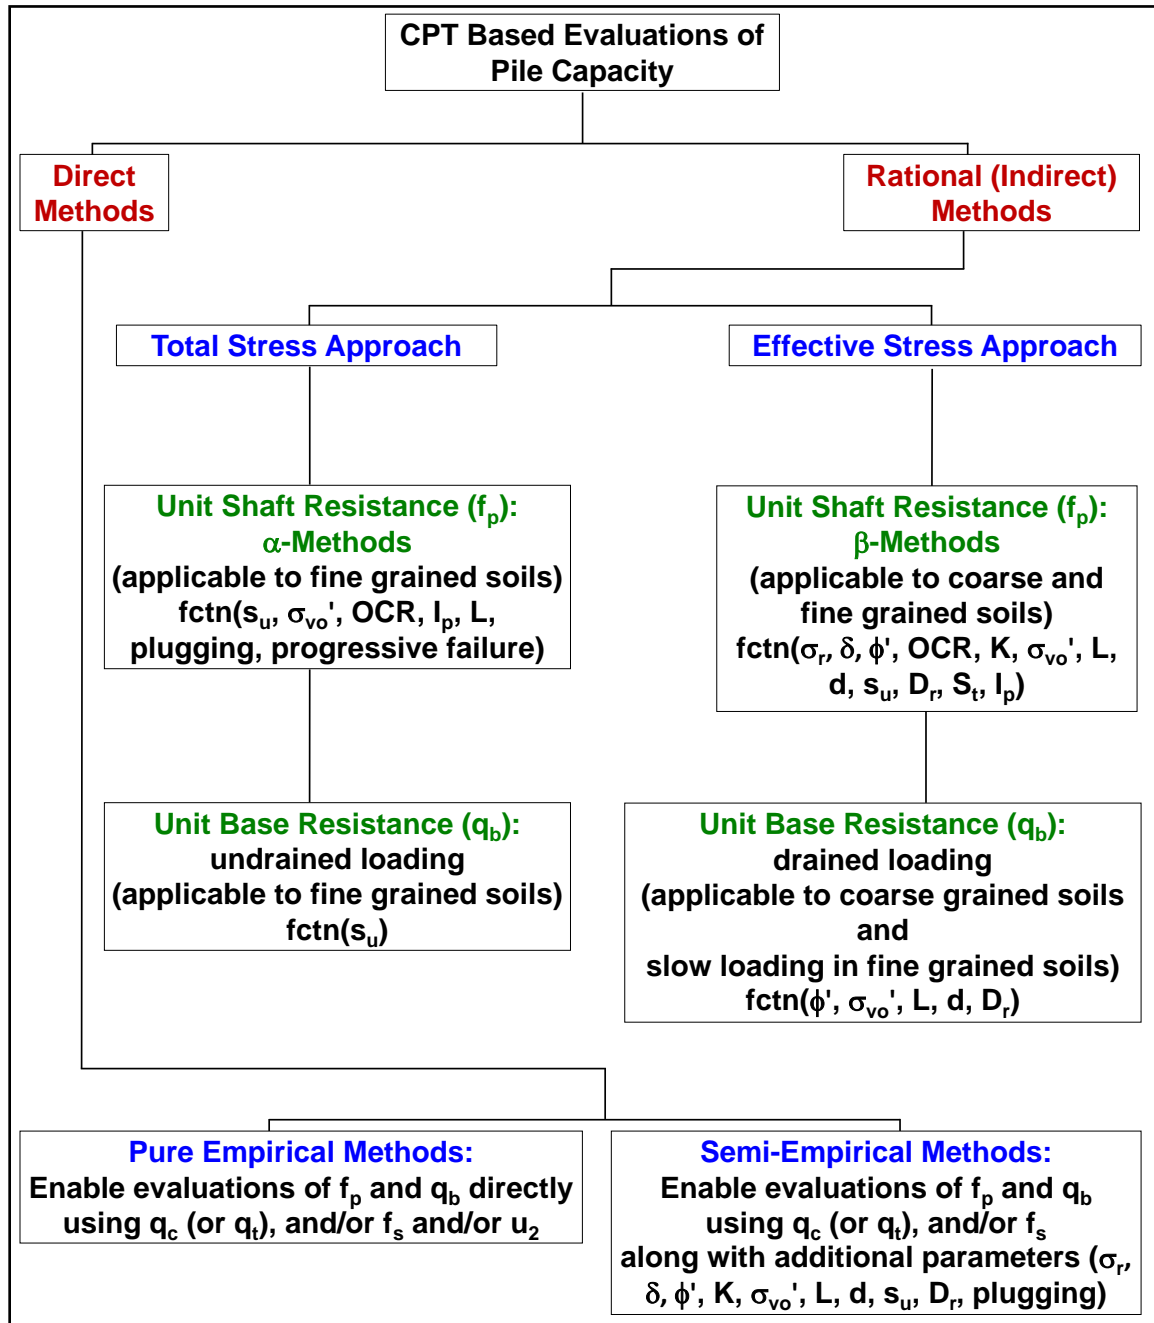 CPT Based Evaluations of
Pile Capacity
Direct
Methods
Rational (Indirect)
Methods
Total Stress Approach
Effective Stress Approach
Unit Shaft Resistance (fp):
α-Methods
(applicable to fine grained soils)
fctn(su, σvo', OCR, Ip, L,
plugging, progressive failure)
Unit Shaft Resistance (fp):
β-Methods
(applicable to coarse and
fine grained soils)
fctn(σr, δ, ϕ', OCR, K, σvo', L,
d, su, Dr, St, Ip)
Unit Base Resistance (qb):
undrained loading
(applicable to fine grained soils)
fctn(su)
Unit Base Resistance (qb):
drained loading
(applicable to coarse grained soils
and
slow loading in fine grained soils)
fctn(ϕ', σvo', L, d, Dr)
Pure Empirical Methods:
Enable evaluations of fp and qb directly
using qc (or qt), and/or fs and/or u2
Semi-Empirical Methods:
Enable evaluations of fp and qb
using qc (or qt), and/or fs
along with additional parameters (σr,
δ, ϕ', K, σvo', L, d, su, Dr, plugging)